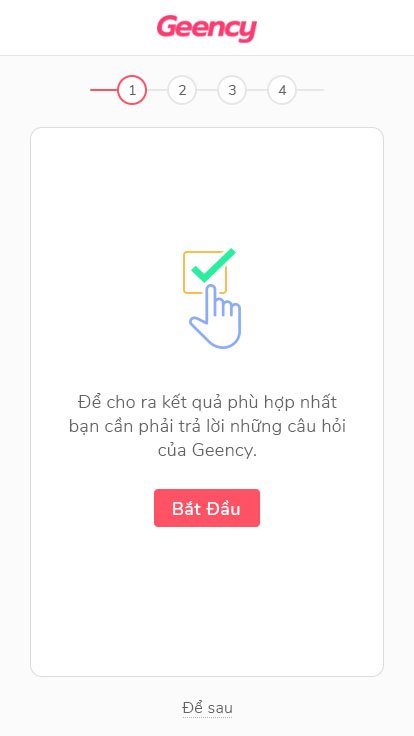 Geency
1 2 3 4
Để cho ra kết quả phù hợp nhất
bạn cần phải trả lời những câu hỏi
của Geency.
Bắt Đầu
Để sau